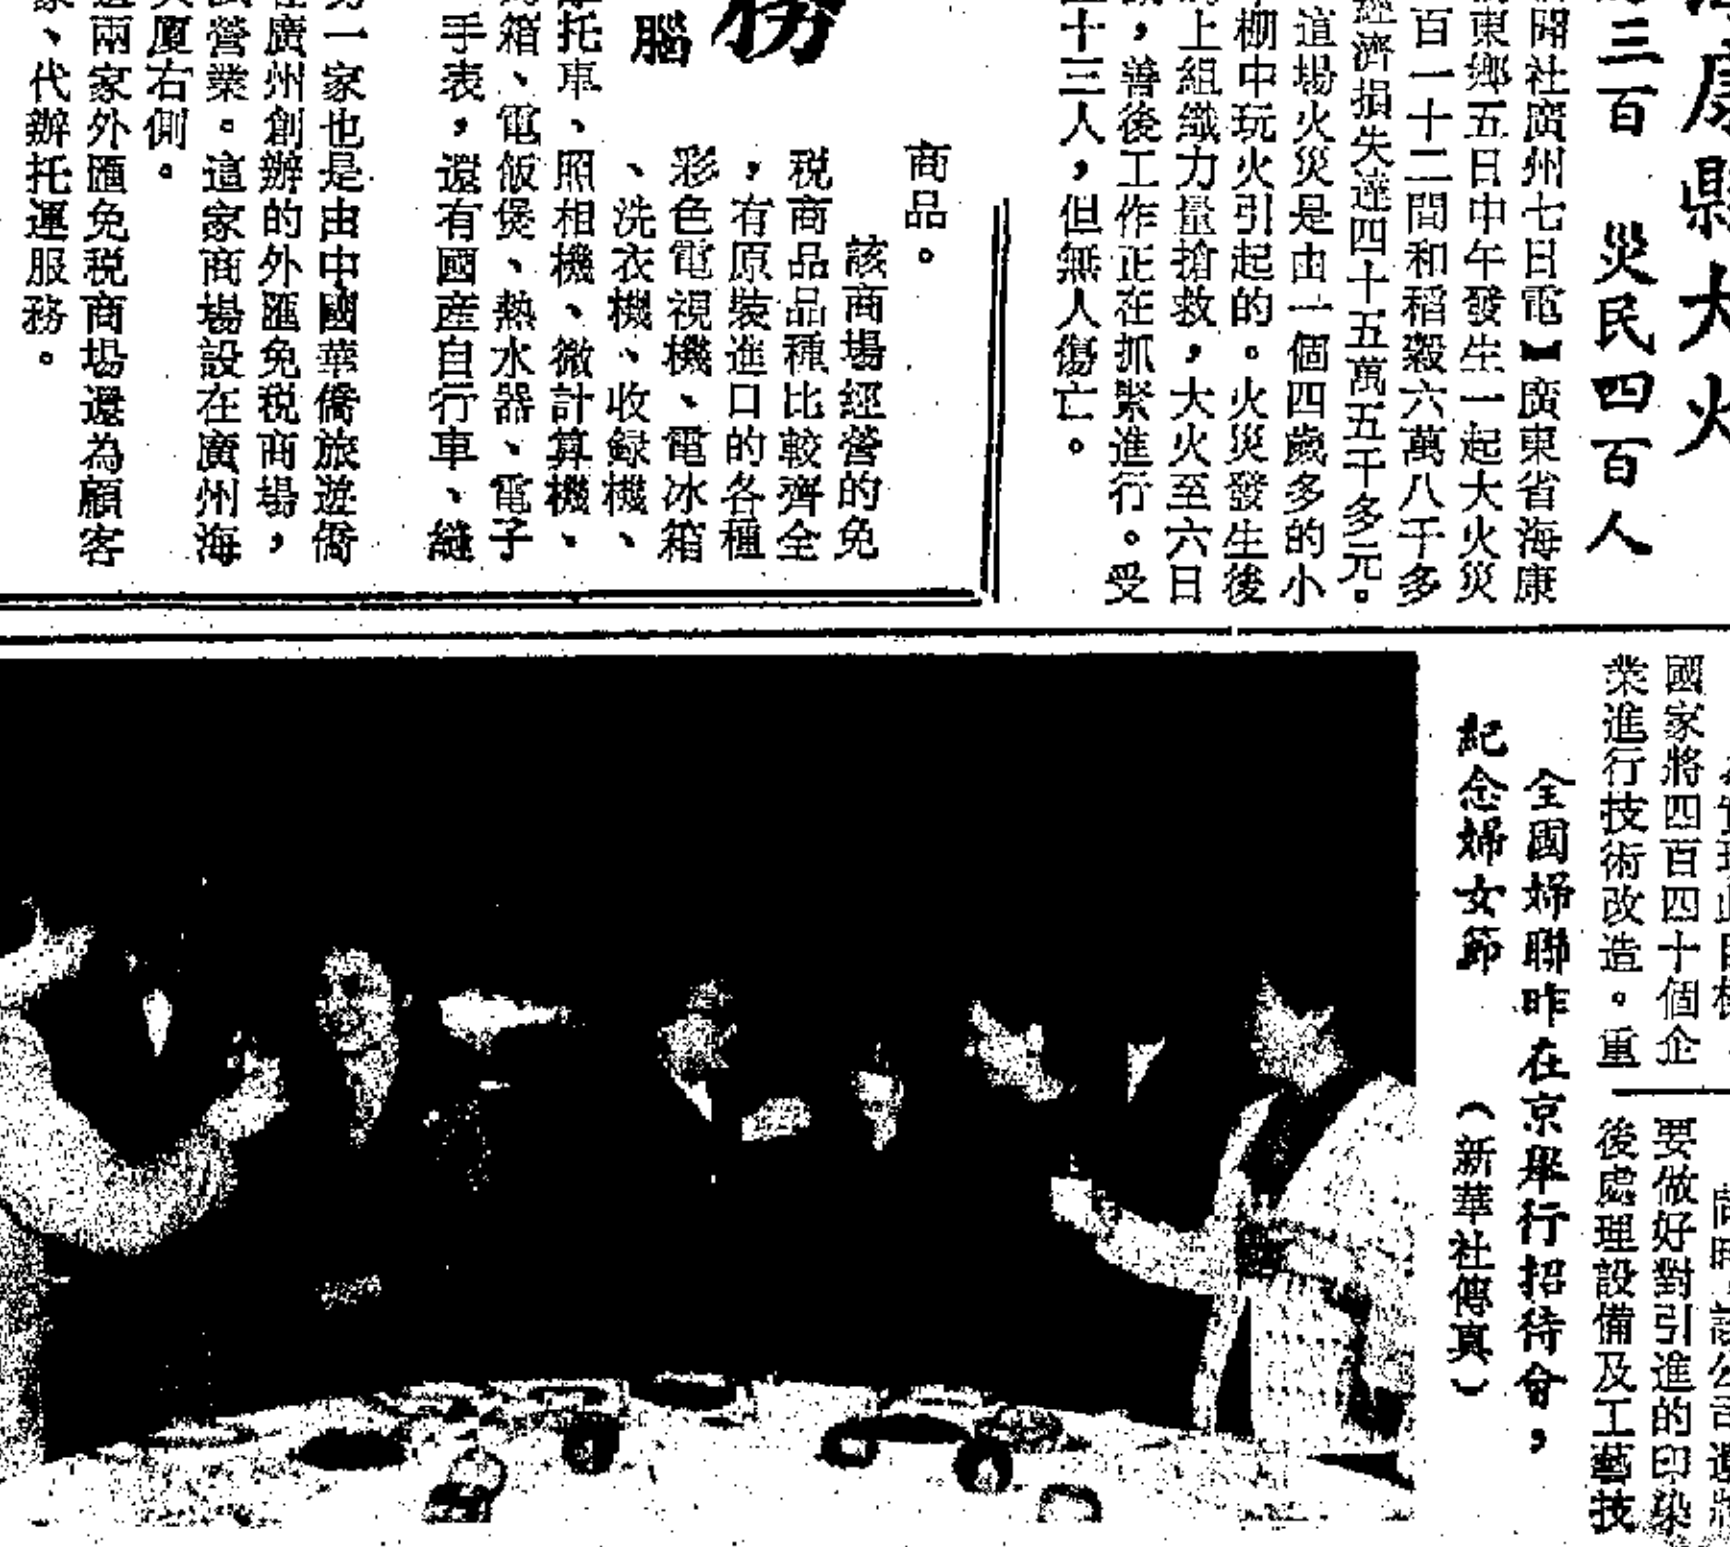 康縣大火
三百 災民四百人
開社廣州七日電】廣東省海康
東鄉五日中午發生一起大火災
百一十二間和稻穀六萬八千多
經濟損失達四十五萬五千多元。
道場火災是由一個四歲多的小
棚中玩火引起的。火災發生後
上組織力量搶救，大火至六日
，善後工作正在抓緊進行。受
十三人，但無人傷亡。
務
腦
商品。
該商場經營的免
税商品品種比較齊全
，有原裝進口的各種
彩色電視機、電冰箱
、洗衣機、收録機、
托車、照相機、微計算機、
箱、電飯煲、熱水器、電子
手表，還有國産自行車、縫
一家也是由中國華僑旅遊僑
廣州創辦的外匯免税商場，
營業。這家商場設在廣州海
厦右側。
兩家外匯免税商場還為顧客
、代辦托運服務。
國家將四百四十個企
業進行技術改造。重
要做好對引進的印染
後處理設備及工藝技
全國婦聯昨在京舉行招待會，
紀念婦女節 （新華社傳真）